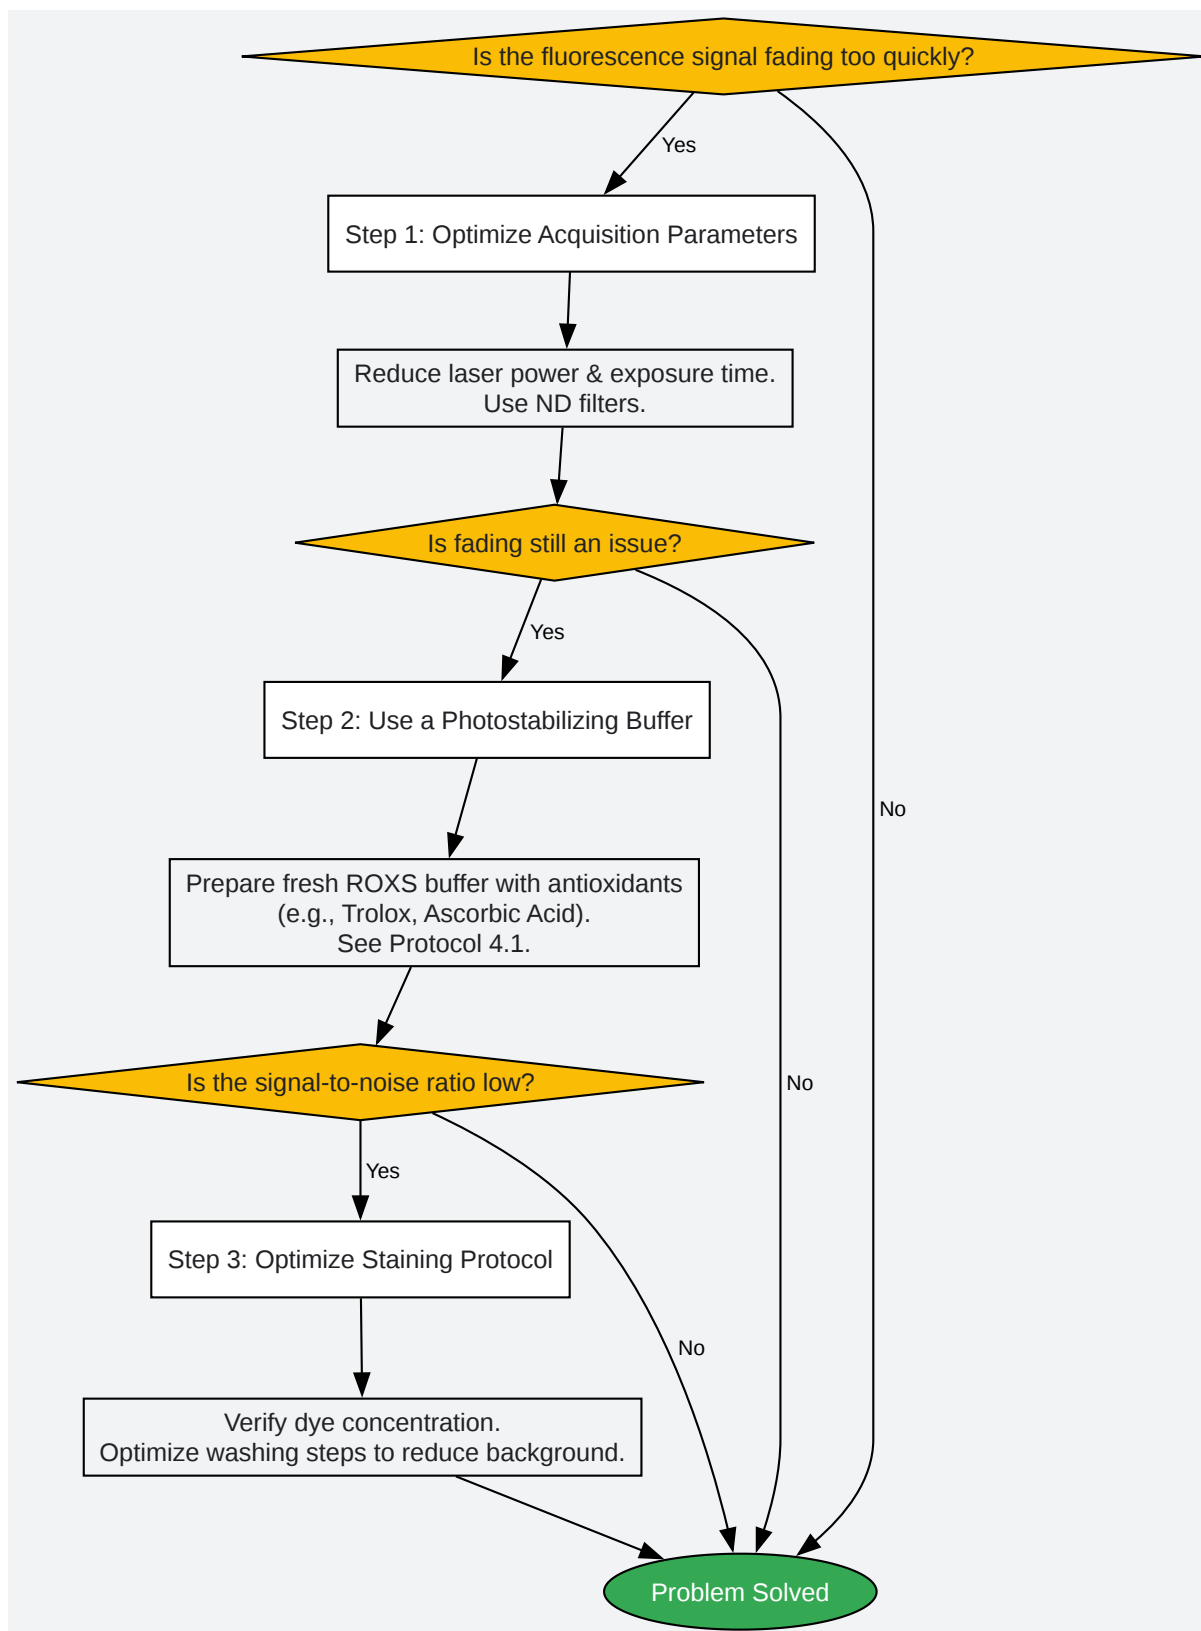 Is the fluorescence signal fading too quickly?
Yes
Step 1: Optimize Acquisition Parameters
Reduce laser power & exposure time.
Use ND filters.
Is fading still an issue?
Yes
Step 2: Use a Photostabilizing Buffer
No
Prepare fresh ROXS buffer with antioxidants
(e.g., Trolox, Ascorbic Acid).
See Protocol 4.1.
Is the signal-to-noise ratio low?
No
Yes
Step 3: Optimize Staining Protocol
No
Verify dye concentration.
Optimize washing steps to reduce background.
Problem Solved